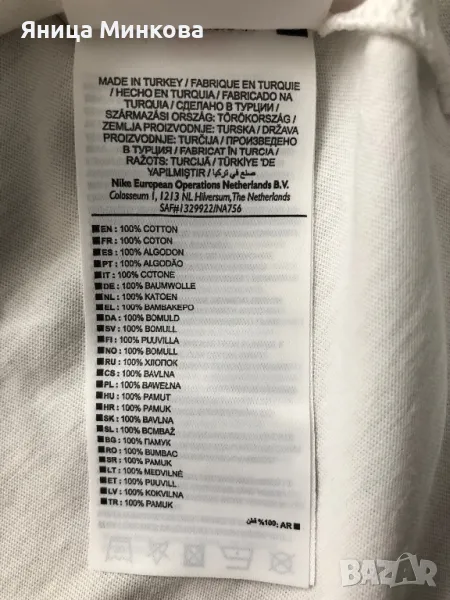 Яница Минкова
MADE IN TURKEY / FABRIQUE EN TURQUIE
/ HECHO EN TURQUIA / FABRICADO NA
TURQUIA / СДЕЛАНО В ТУРЦИИ /
SZÁRMAZÁSI ORSZÁG: TÖRÖKORSZÁG /
ZEMLJA PROIZVODNJE: TURSKA / DRŽAVA
PROIZVODNJE: TURČIJA / ПРОИЗВЕДЕНО
В ТУРЦИЯ / FABRICAT ÎN TURCIA /
RAŽOTS: TURCIJĀ / TÜRKİYE'DE
YAPILMIŞTIR / صنع في تركيا
Nike European Operations Netherlands B.V.
Colosseum 1, 1213 NL Hilversum, The Netherlands
SAF#1329922/NA756
EN : 100% COTTON
FR : 100% COTON
ES : 100% ALGODON
PT : 100% ALGODÃO
IT : 100% COTONE
DE : 100% BAUMWOLLE
NL : 100% KATOEN
EL : 100% ΒΑΜΒΑΚΕΡΟ
DA : 100% BOMULD
SV : 100% BOMULL
FI : 100% PUUVILLA
NO : 100% BOMULL
RU : 100% ХЛОПОК
CS : 100% BAVLNA
PL : 100% BAWEŁNA
HU : 100% PAMUT
HR : 100% PAMUK
SK : 100% BAVLNA
SL : 100% BOMBAŽ
BG : 100% ПАМУК
RO : 100% BUMBAC
SR : 100% PAMUK
LT : 100% MEDVILNĖ
ET : 100% PUUVILL
LV : 100% KOKVILNA
TR : 100% PAMUK
AR : 100% قطن
BAZAR